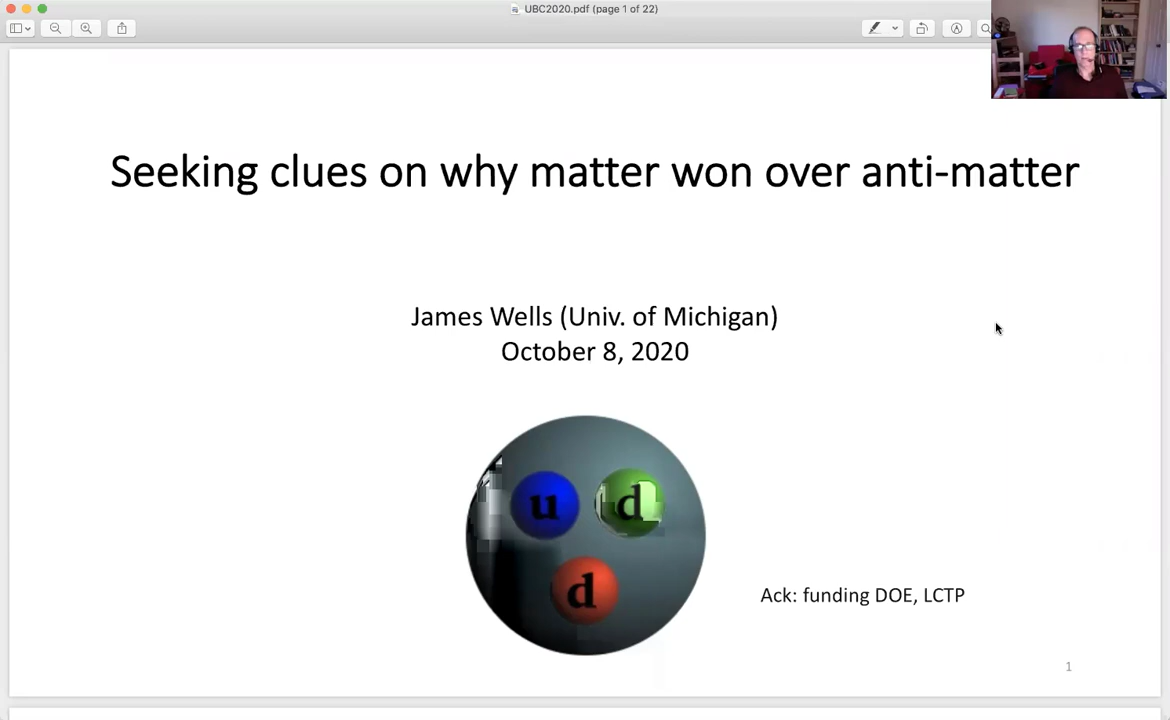 UBC2020.pdf (page 1 of 22)
Seeking clues on why matter won over anti-matter
James Wells (Univ. of Michigan)
October 8, 2020
u
d
d
Ack: funding DOE, LCTP
1